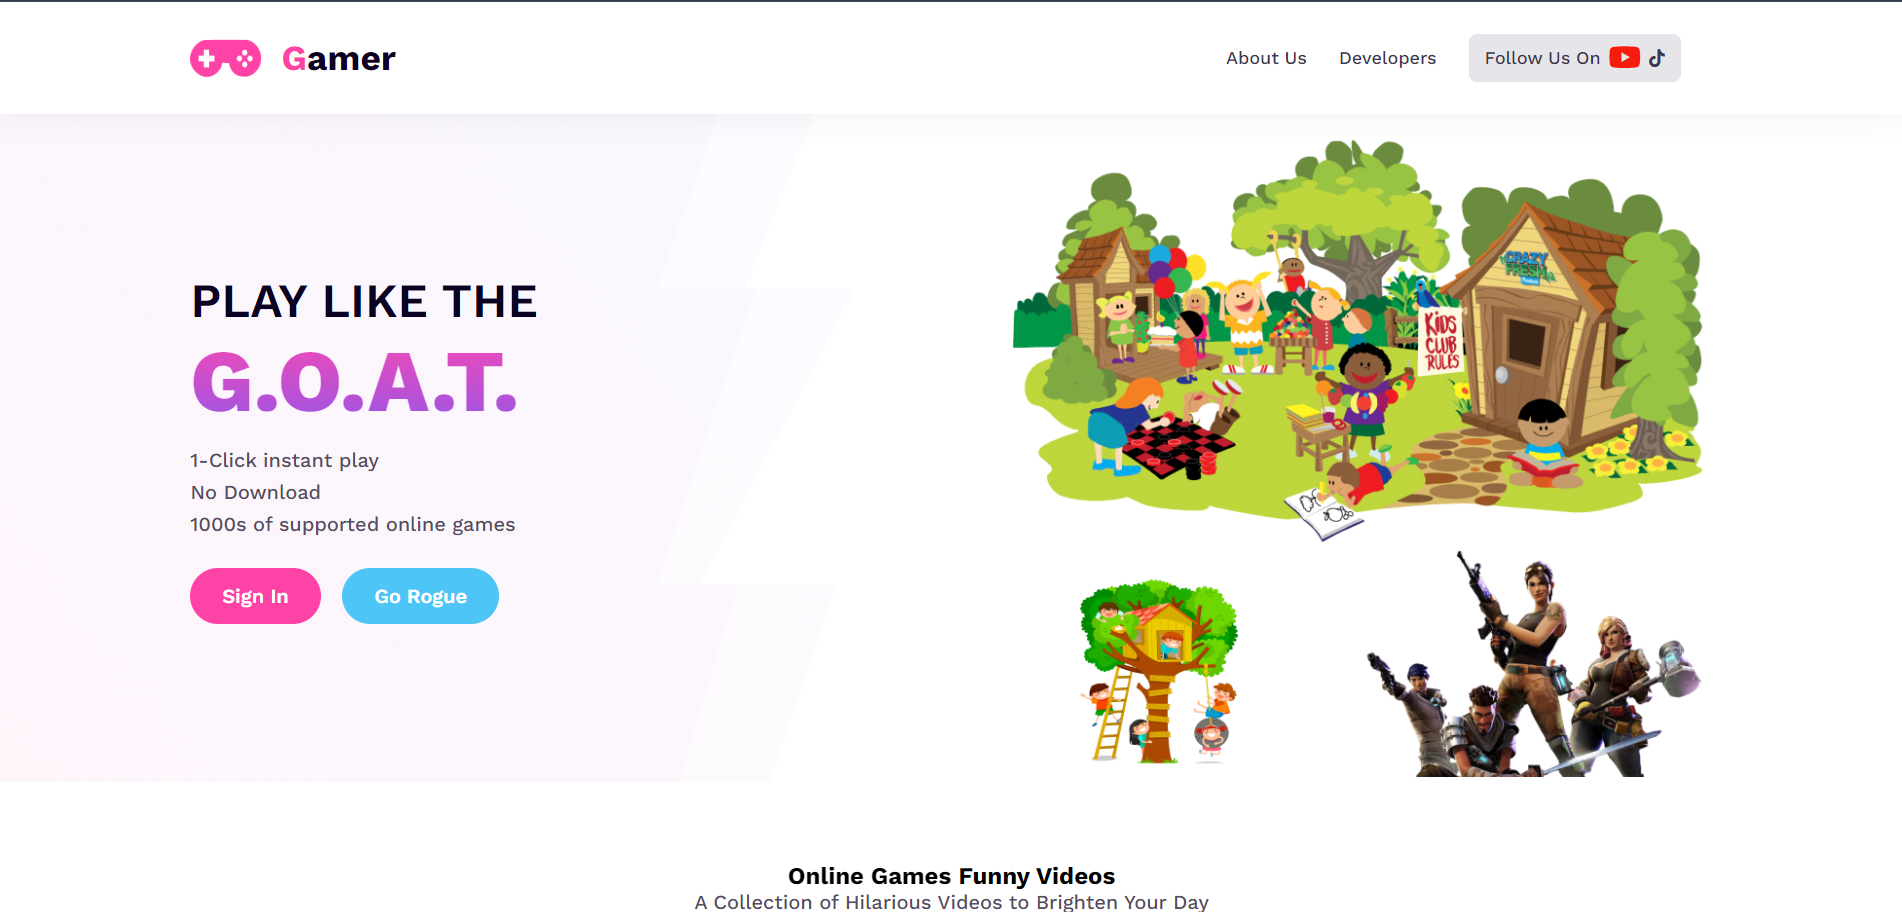 Gamer
About Us
Developers
Follow Us On
PLAY LIKE THE
G.O.A.T.
1-Click instant play
No Download
1000s of supported online games
Sign In
Go Rogue
CRAZY
FRESH
KiDS
CLUB
RULES
Online Games Funny Videos
A Collection of Hilarious Videos to Brighten Your Day